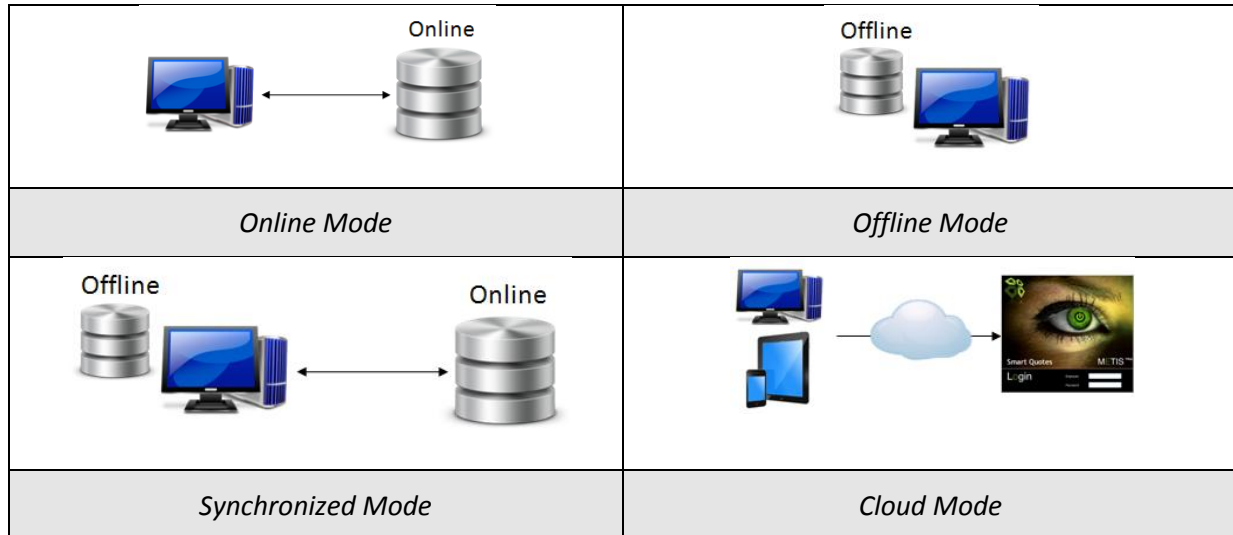 Online
Offline
Online Mode
Offline Mode
Offline
Online
Smart Quotes
METIS
Login
Synchronized Mode
Cloud Mode